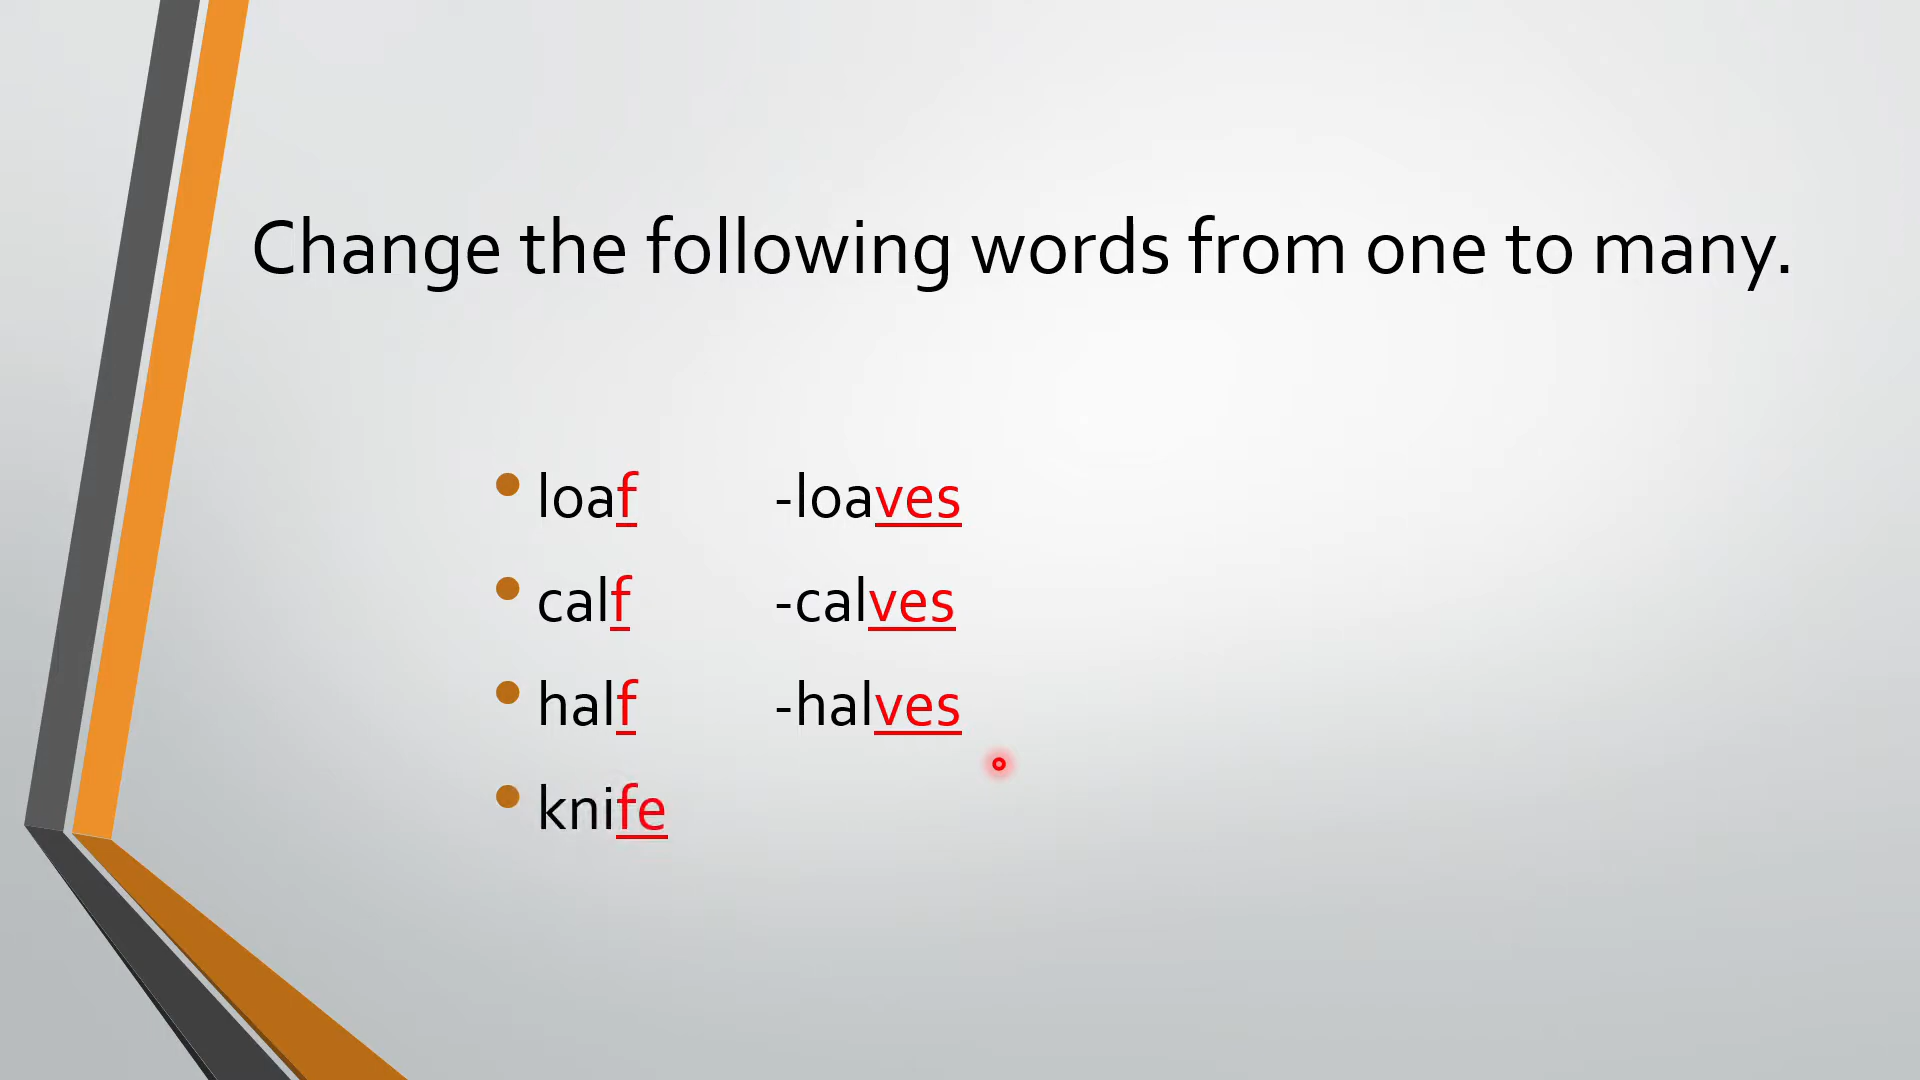 Change the following words from one to many.
• loaf -loaves
• calf -calves
• half -halves
• knife